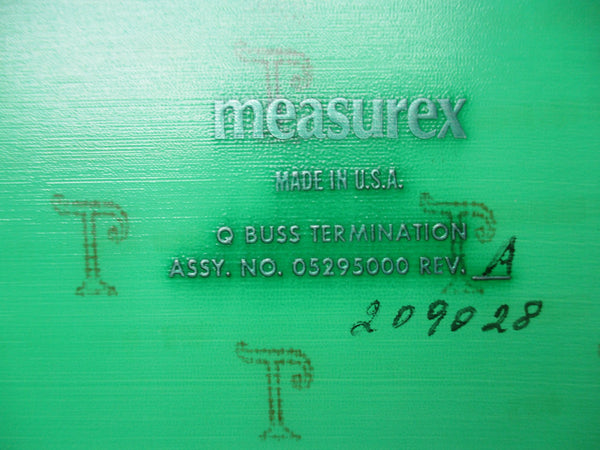 measurex
MADE IN U.S.A.
Q BUSS TERMINATION
ASSY. NO. 05295000 REV. A
209028